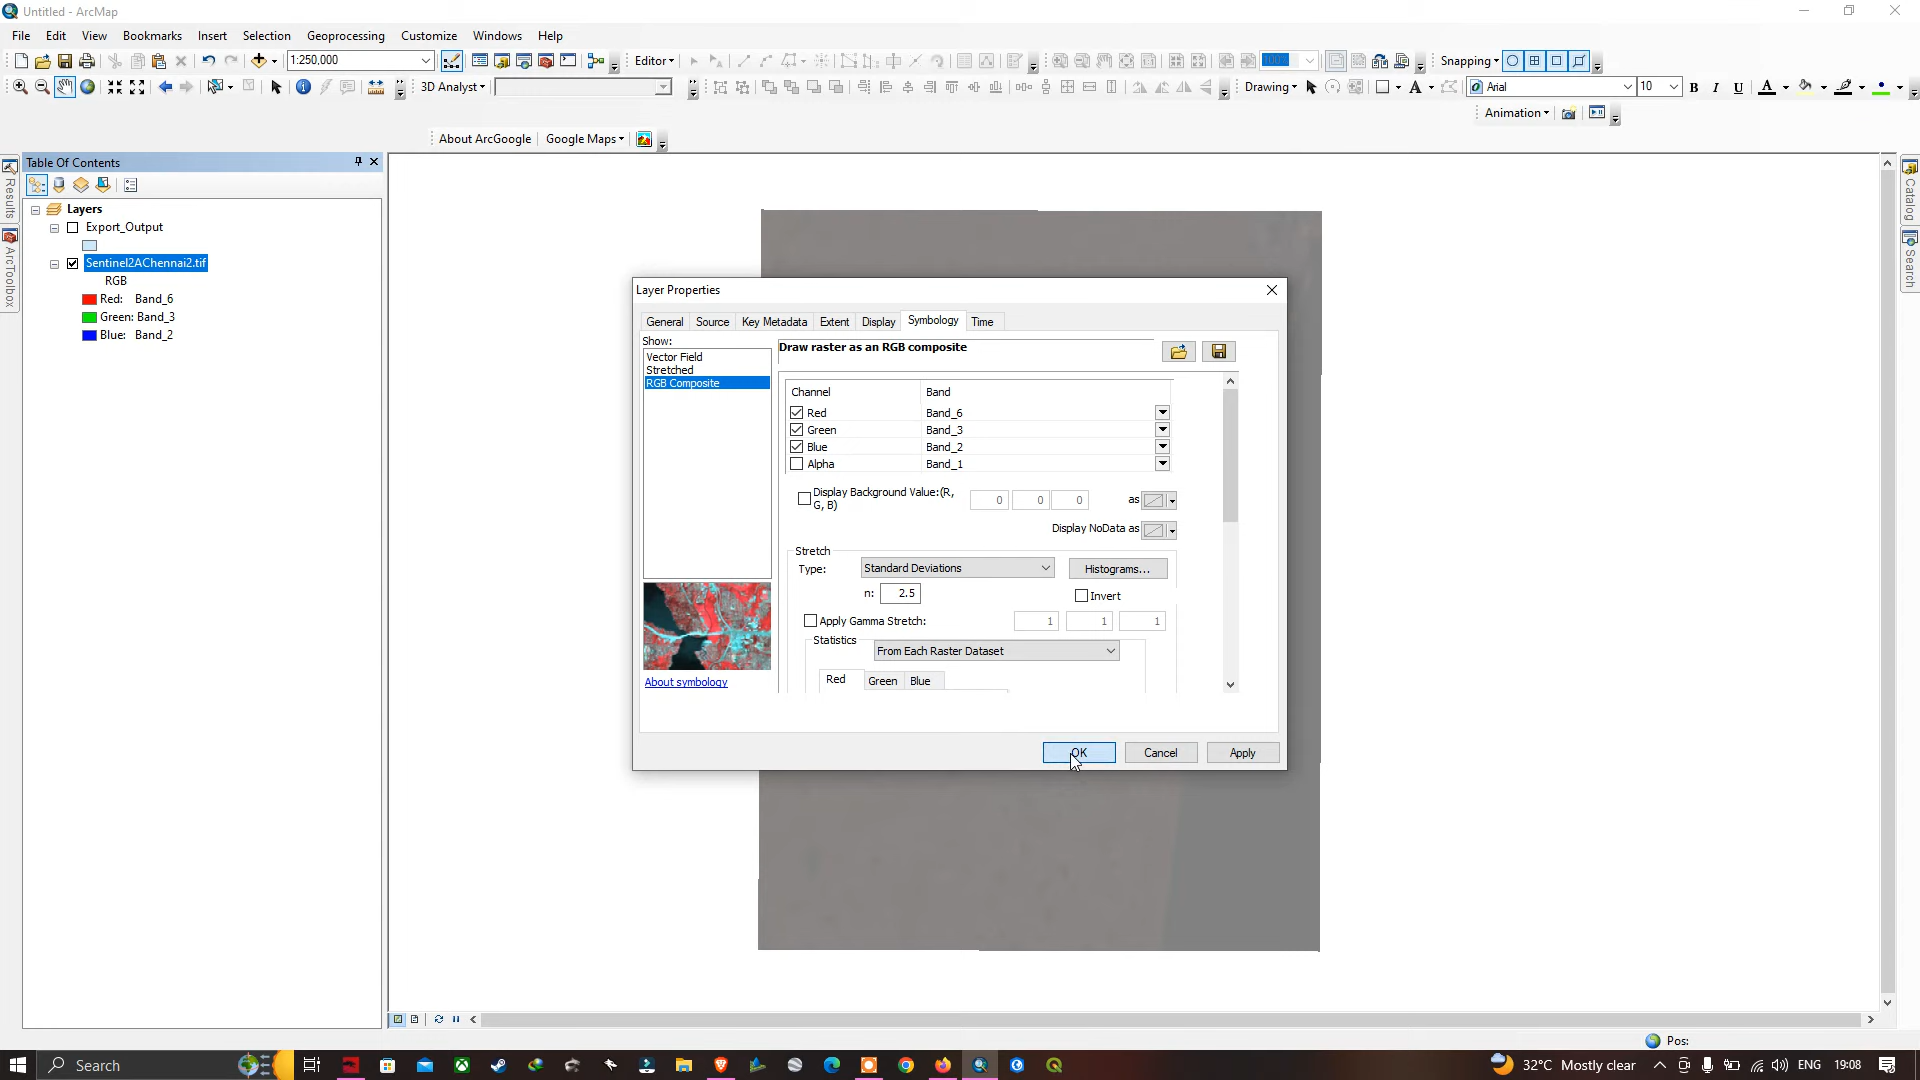 Untitled - ArcMap
File Edit View Bookmarks Insert Selection Geoprocessing Customize Windows Help
1:250,000 Editor 100% Snapping
3D Analyst Drawing Arial 10 B I U A
Animation
About ArcGoogle Google Maps
Table Of Contents
Results
ArcToolbox
Catalog
Search
Layers
Export_Output
Sentinel2AChennai2.tif
RGB
Red: Band_6
Green: Band_3
Blue: Band_2
Layer Properties
General Source Key Metadata Extent Display Symbology Time
Show:
Vector Field
Stretched
RGB Composite
About symbology
Draw raster as an RGB composite
Channel Band
Red Band_6
Green Band_3
Blue Band_2
Alpha Band_1
Display Background Value:(R,
G, B) 0 0 0 as
Display NoData as
Stretch
Type: Standard Deviations Histograms...
n: 2.5 Invert
Apply Gamma Stretch: 1 1 1
Statistics From Each Raster Dataset
Red Green Blue
OK Cancel Apply
Pos:
Search 32°C Mostly clear ENG 19:08